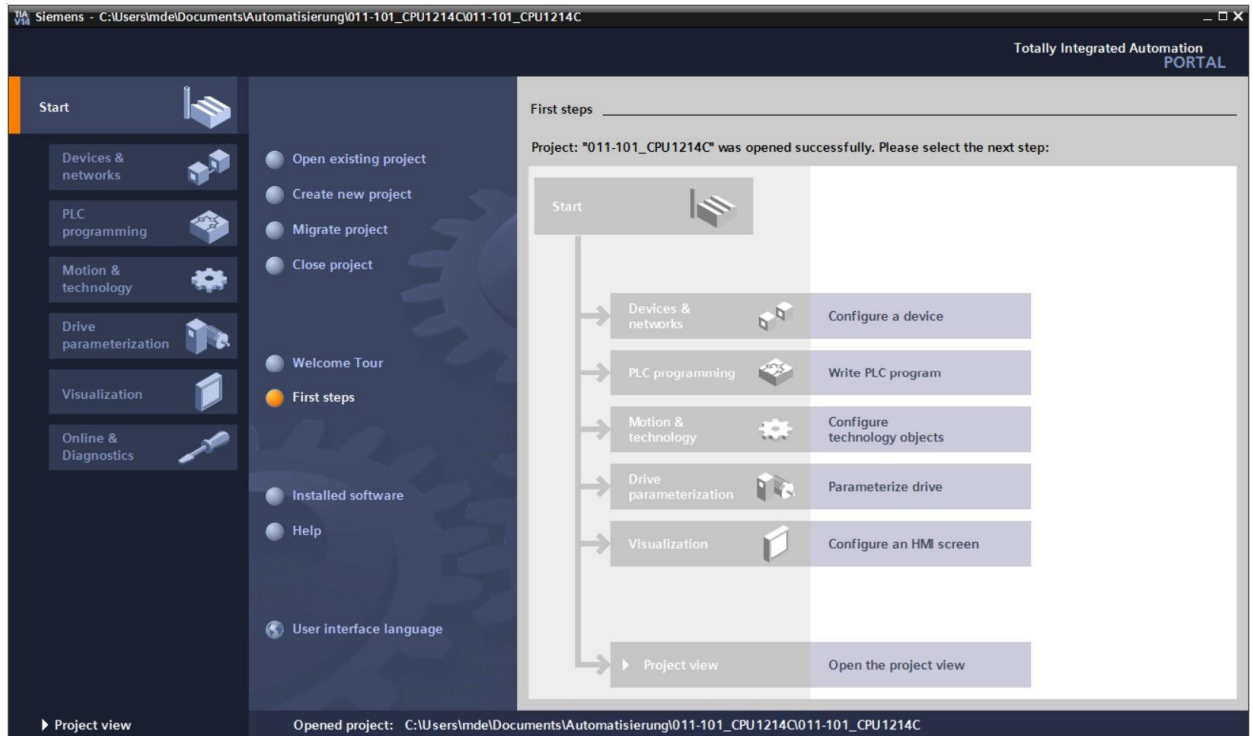 TIA V14 Siemens - C:\Users\mde\Documents\Automatisierung\011-101_CPU1214C\011-101_CPU1214C
Totally Integrated Automation
PORTAL
Start
Devices &
networks
PLC
programming
Motion &
technology
Drive
parameterization
Visualization
Online &
Diagnostics
Open existing project
Create new project
Migrate project
Close project
Welcome Tour
First steps
Installed software
Help
User interface language
First steps
Project: "011-101_CPU1214C" was opened successfully. Please select the next step:
Start
Devices &
networks
Configure a device
PLC programming
Write PLC program
Motion &
technology
Configure
technology objects
Drive
parameterization
Parameterize drive
Visualization
Configure an HMI screen
Project view
Open the project view
Project view
Opened project: C:\Users\mde\Documents\Automatisierung\011-101_CPU1214C\011-101_CPU1214C